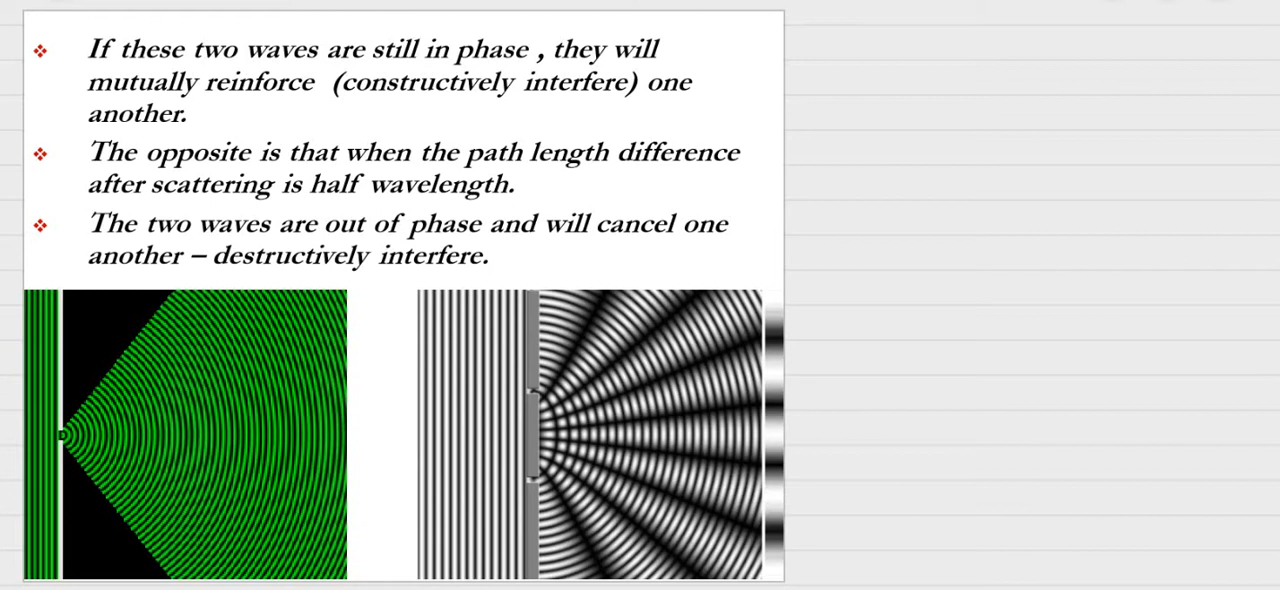 ❖ If these two waves are still in phase , they will
mutually reinforce (constructively interfere) one
another.
❖ The opposite is that when the path length difference
after scattering is half wavelength.
❖ The two waves are out of phase and will cancel one
another – destructively interfere.